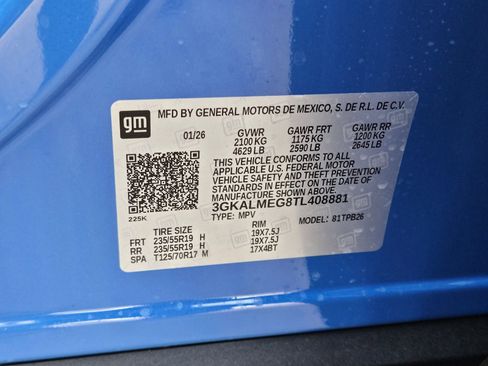 gm
MFD BY GENERAL MOTORS DE MEXICO, S. DE R.L. DE C.V.
01/26 GVWR GAWR FRT GAWR RR
2100 KG 1175 KG 1200 KG
4629 LB 2590 LB 2645 LB
THIS VEHICLE CONFORMS TO ALL
APPLICABLE U.S. FEDERAL MOTOR
VEHICLE SAFETY AND THEFT PREVENTION
STANDARDS IN EFFECT ON THE DATE OF
MANUFACTURE SHOWN ABOVE.
3GKALMEG8TL408881
225K TYPE: MPV MODEL: 81TPB26
TIRE SIZE RIM
FRT 235/55R19 H 19X7.5J
RR 235/55R19 H 19X7.5J
SPA T125/70R17 M 17X4BT